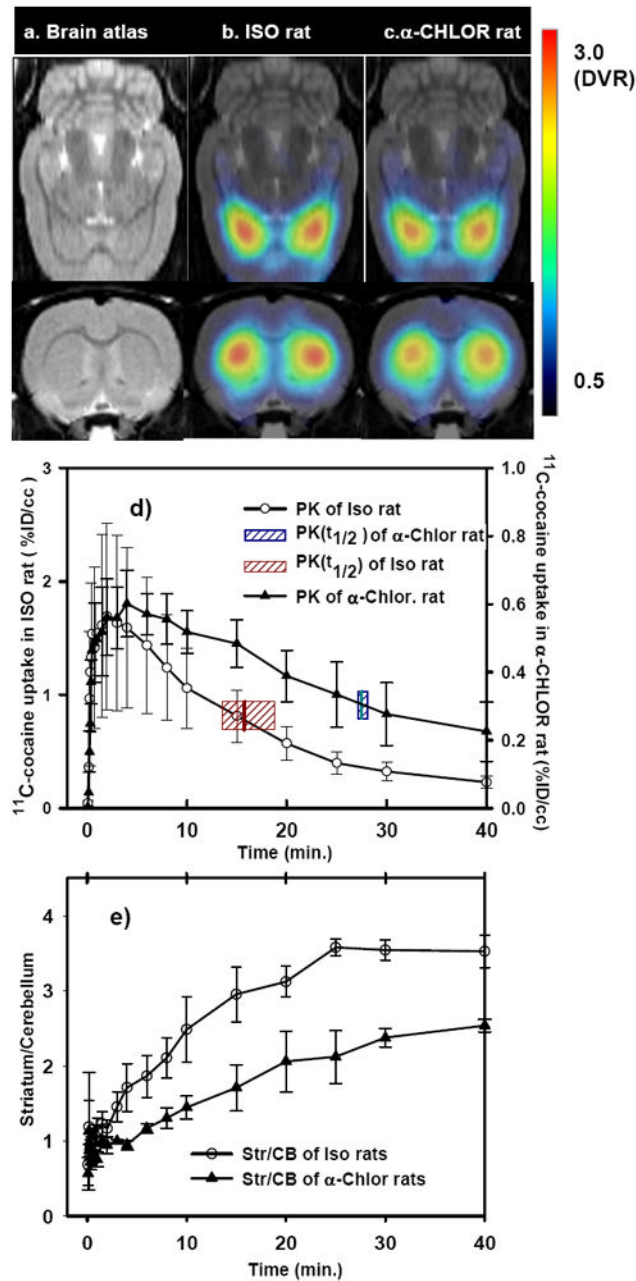 a. Brain atlas
b. ISO rat
c.α-CHLOR rat
3.0
(DVR)
0.5
d)
PK of Iso rat
PK(t1/2 ) of α-Chlor rat
PK(t1/2) of Iso rat
PK of α-Chlor. rat
11C-cocaine uptake in ISO rat ( %ID/cc)
3
2
1
0
11C-cocaine uptake in
α-CHLOR rat (%ID/cc)
1.0
0.8
0.6
0.4
0.2
0.0
0 10 20 30 40
Time (min.)
e)
Striatum/Cerebellum
4
3
2
1
0
Str/CB of Iso rats
Str/CB of α-Chlor rats
0 10 20 30 40
Time (min.)